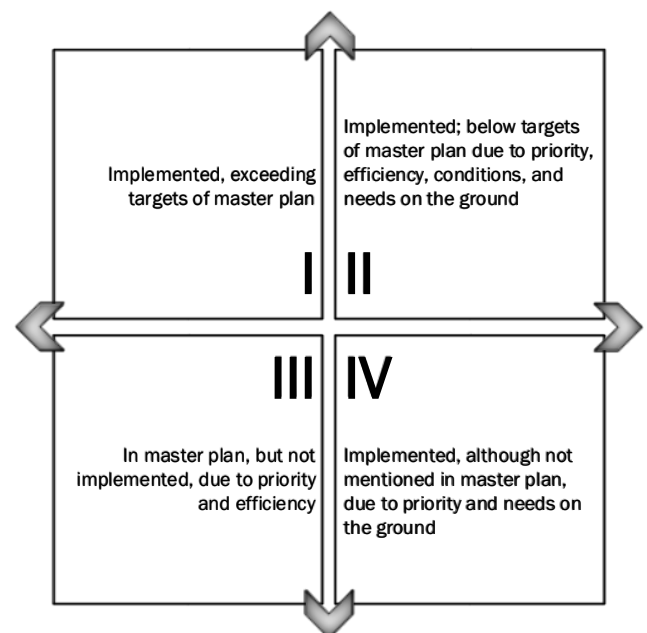 Implemented, exceeding
targets of master plan
I
Implemented; below targets
of master plan due to priority,
efficiency, conditions, and
needs on the ground
II
III
In master plan, but not
implemented, due to priority
and efficiency
IV
Implemented, although not
mentioned in master plan,
due to priority and needs on
the ground